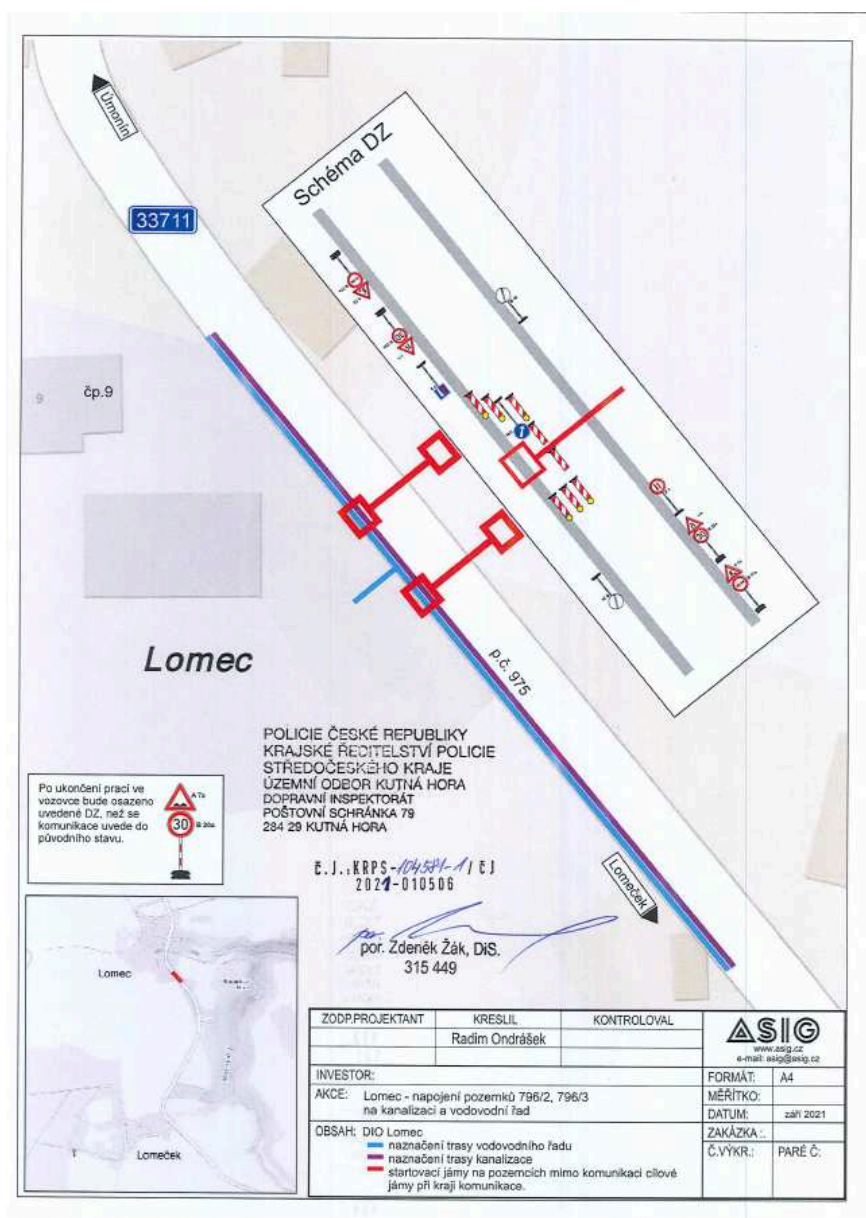 Úmonín
33711
Schéma DZ
9
čp.9
Lomec
p.č. 975
POLICIE ČESKÉ REPUBLIKY
KRAJSKÉ ŘEDITELSTVÍ POLICIE
STŘEDOČESKÉHO KRAJE
ÚZEMNÍ ODBOR KUTNÁ HORA
DOPRAVNÍ INSPEKTORÁT
POŠTOVNÍ SCHRÁNKA 79
284 29 KUTNÁ HORA
Po ukončení prací ve
vozovce bude osazeno
uvedené DZ, než se
komunikace uvede do
původního stavu.
A 7a
30 B 20a
Č.J.:KRPS-104581-1/ČJ
2021-010506
por. Zdeněk Žák, DiS.
315 449
Lomeček
Lomec
Lomeček
ZODP.PROJEKTANT KRESLIL KONTROLOVAL
Radim Ondrášek
ASIG
www.asig.cz
e-mail: asig@asig.cz
INVESTOR:
AKCE: Lomec - napojení pozemků 796/2, 796/3
na kanalizaci a vodovodní řad
OBSAH: DIO Lomec
naznačení trasy vodovodního řadu
naznačení trasy kanalizace
startovací jámy na pozemcích mimo komunikaci cílové
jámy při kraji komunikace.
FORMÁT: A4
MĚŘÍTKO:
DATUM: září 2021
ZAKÁZKA :.
Č.VÝKR.: PARÉ Č: